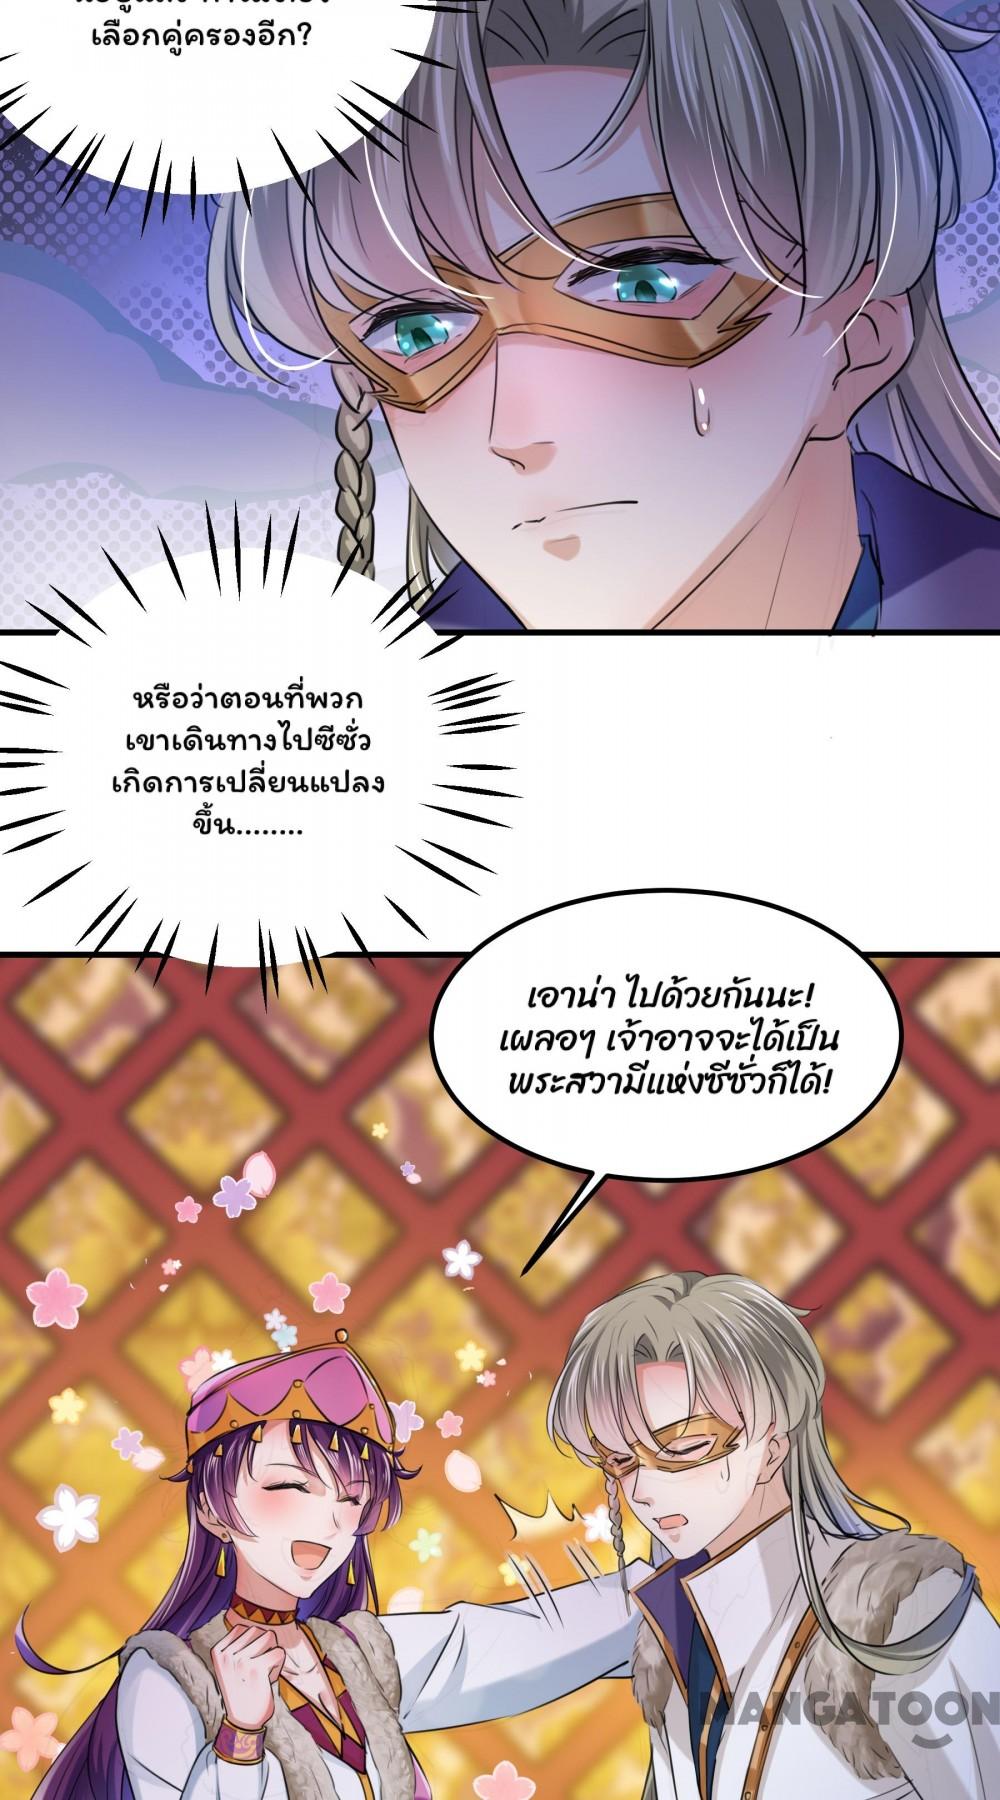 เลือกคู่ครองอีก?
หรือว่าตอนที่พวก
เขาเดินทางไปซีซั่ว
เกิดการเปลี่ยนแปลง
ขึ้น........
เอาน่า ไปด้วยกันนะ!
เผลอๆ เจ้าอาจจะได้เป็น
พระสวามีแห่งซีซั่วก็ได้!
MANGATOON